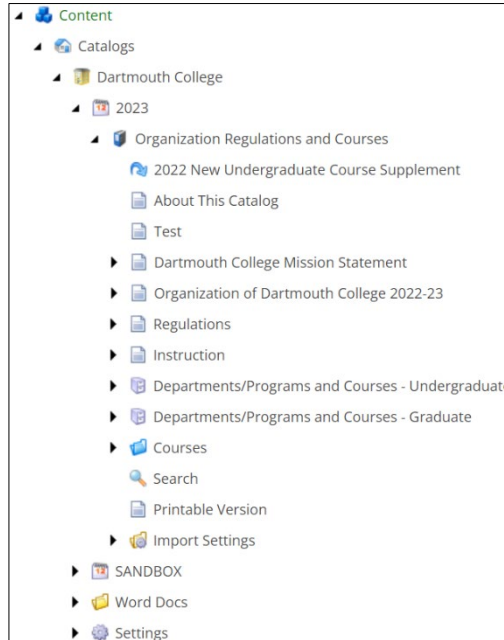 Content
Catalogs
Dartmouth College
2023
Organization Regulations and Courses
2022 New Undergraduate Course Supplement
About This Catalog
Test
Dartmouth College Mission Statement
Organization of Dartmouth College 2022-23
Regulations
Instruction
Departments/Programs and Courses - Undergraduate
Departments/Programs and Courses - Graduate
Courses
Search
Printable Version
Import Settings
SANDBOX
Word Docs
Settings